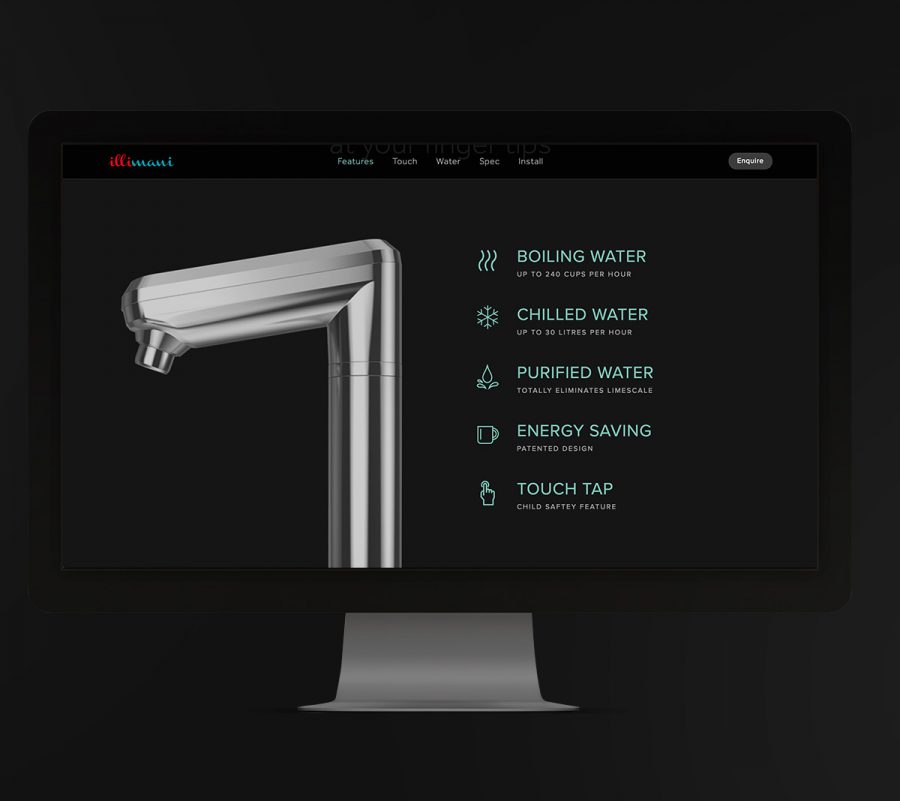 at your finger tips
illimani
Features Touch Water Spec Install
Enquire
BOILING WATER
UP TO 240 CUPS PER HOUR
CHILLED WATER
UP TO 30 LITRES PER HOUR
PURIFIED WATER
TOTALLY ELIMINATES LIMESCALE
ENERGY SAVING
PATENTED DESIGN
TOUCH TAP
CHILD SAFTEY FEATURE